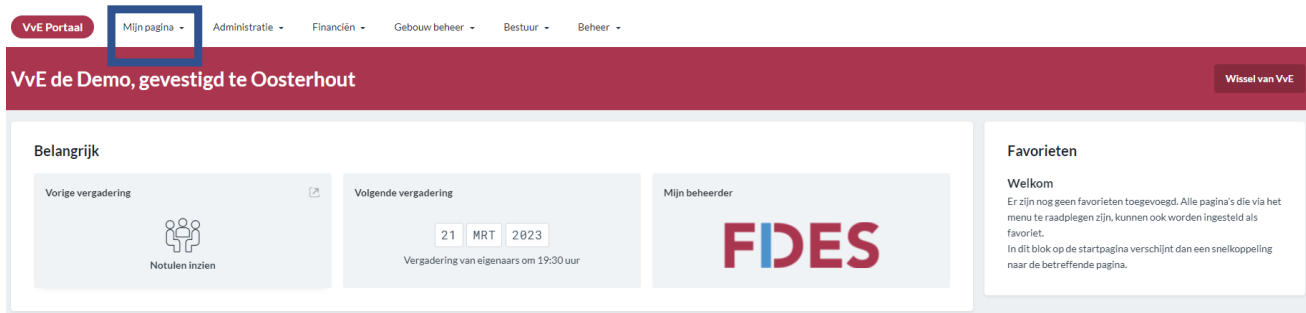 VvE Portaal Mijn pagina Administratie Financiën Gebouw beheer Bestuur Beheer
VvE de Demo, gevestigd te Oosterhout
Wissel van VvE
Belangrijk
Vorige vergadering
Notulen inzien
Volgende vergadering
21 MRT 2023
Vergadering van eigenaars om 19:30 uur
Mijn beheerder
FIDES
Favorieten
Welkom
Er zijn nog geen favorieten toegevoegd. Alle pagina's die via het
menu te raadplegen zijn, kunnen ook worden ingesteld als
favoriet.
In dit blok op de startpagina verschijnt dan een snelkoppeling
naar de betreffende pagina.